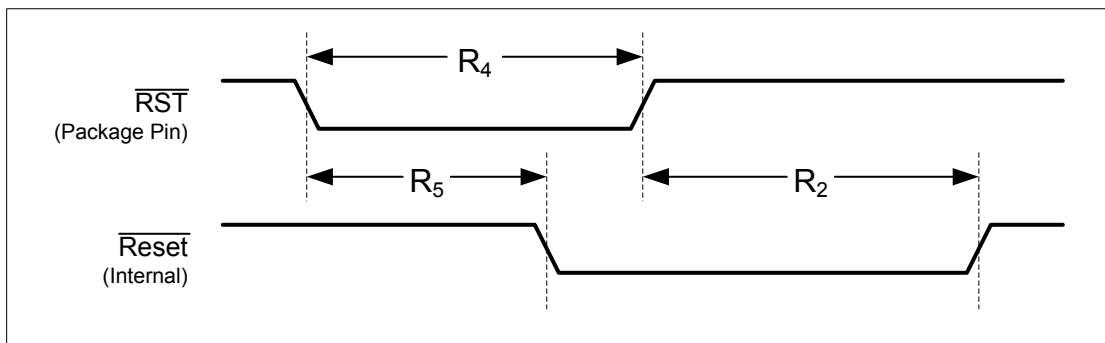 R₄
RST
(Package Pin)
R₅
R₂
Reset
(Internal)